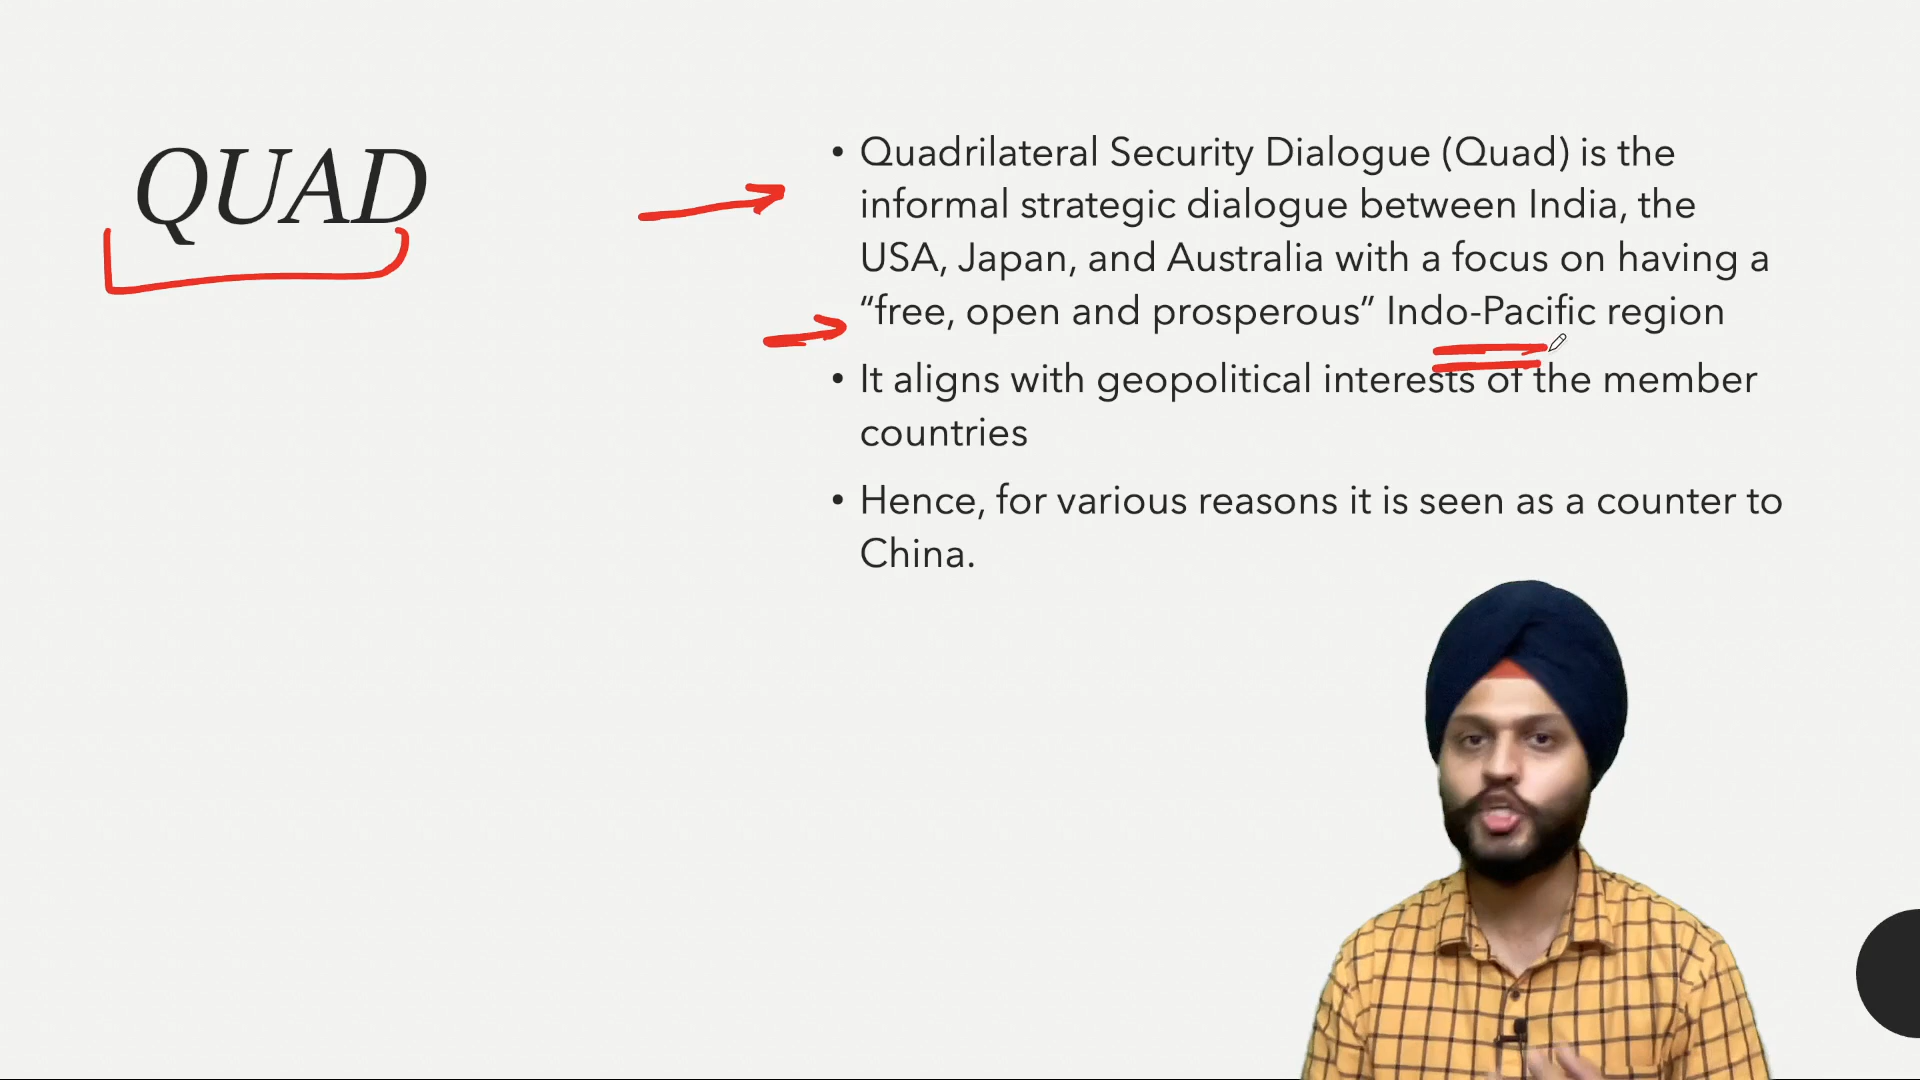 QUAD
• Quadrilateral Security Dialogue (Quad) is the
informal strategic dialogue between India, the
USA, Japan, and Australia with a focus on having a
“free, open and prosperous” Indo-Pacific region
• It aligns with geopolitical interests of the member
countries
• Hence, for various reasons it is seen as a counter to
China.